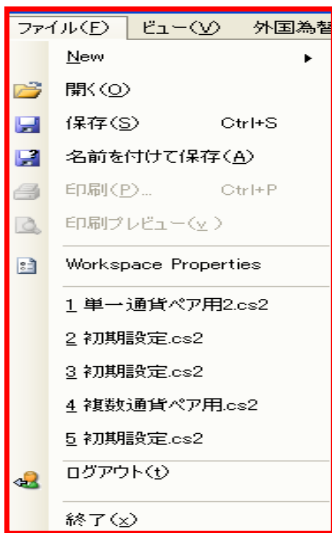 ファイル(F) ビュー(V) 外国為替
New
開く(O)
保存(S) Ctrl+S
名前を付けて保存(A)
印刷(P)... Ctrl+P
印刷プレビュー(v)
Workspace Properties
1 単一通貨ペア用2.cs2
2 初期設定.cs2
3 初期設定.cs2
4 複数通貨ペア用.cs2
5 初期設定.cs2
ログアウト(t)
終了(x)